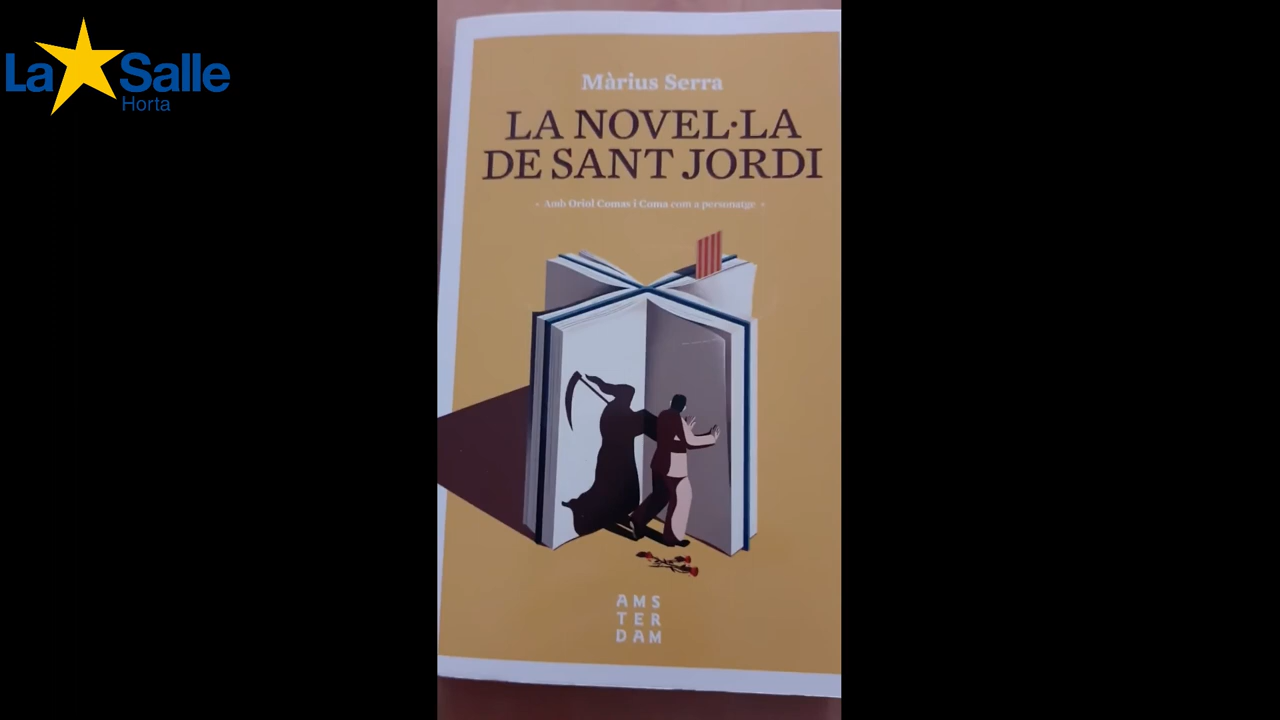 La Salle
Horta
Màrius Serra
LA NOVEL·LA
DE SANT JORDI
Amb Oriol Comas i Coma com a personatge
AMS
TER
DAM